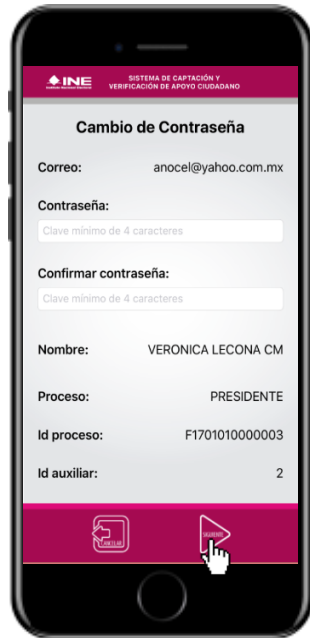 INE
SISTEMA DE CAPTACIÓN Y
VERIFICACIÓN DE APOYO CIUDADANO
Cambio de Contraseña
Correo: anocel@yahoo.com.mx
Contraseña:
Clave mínimo de 4 caracteres
Confirmar contraseña:
Clave mínimo de 4 caracteres
Nombre: VERONICA LECONA CM
Proceso: PRESIDENTE
Id proceso: F1701010000003
Id auxiliar: 2
CANCELAR SIGUIENTE